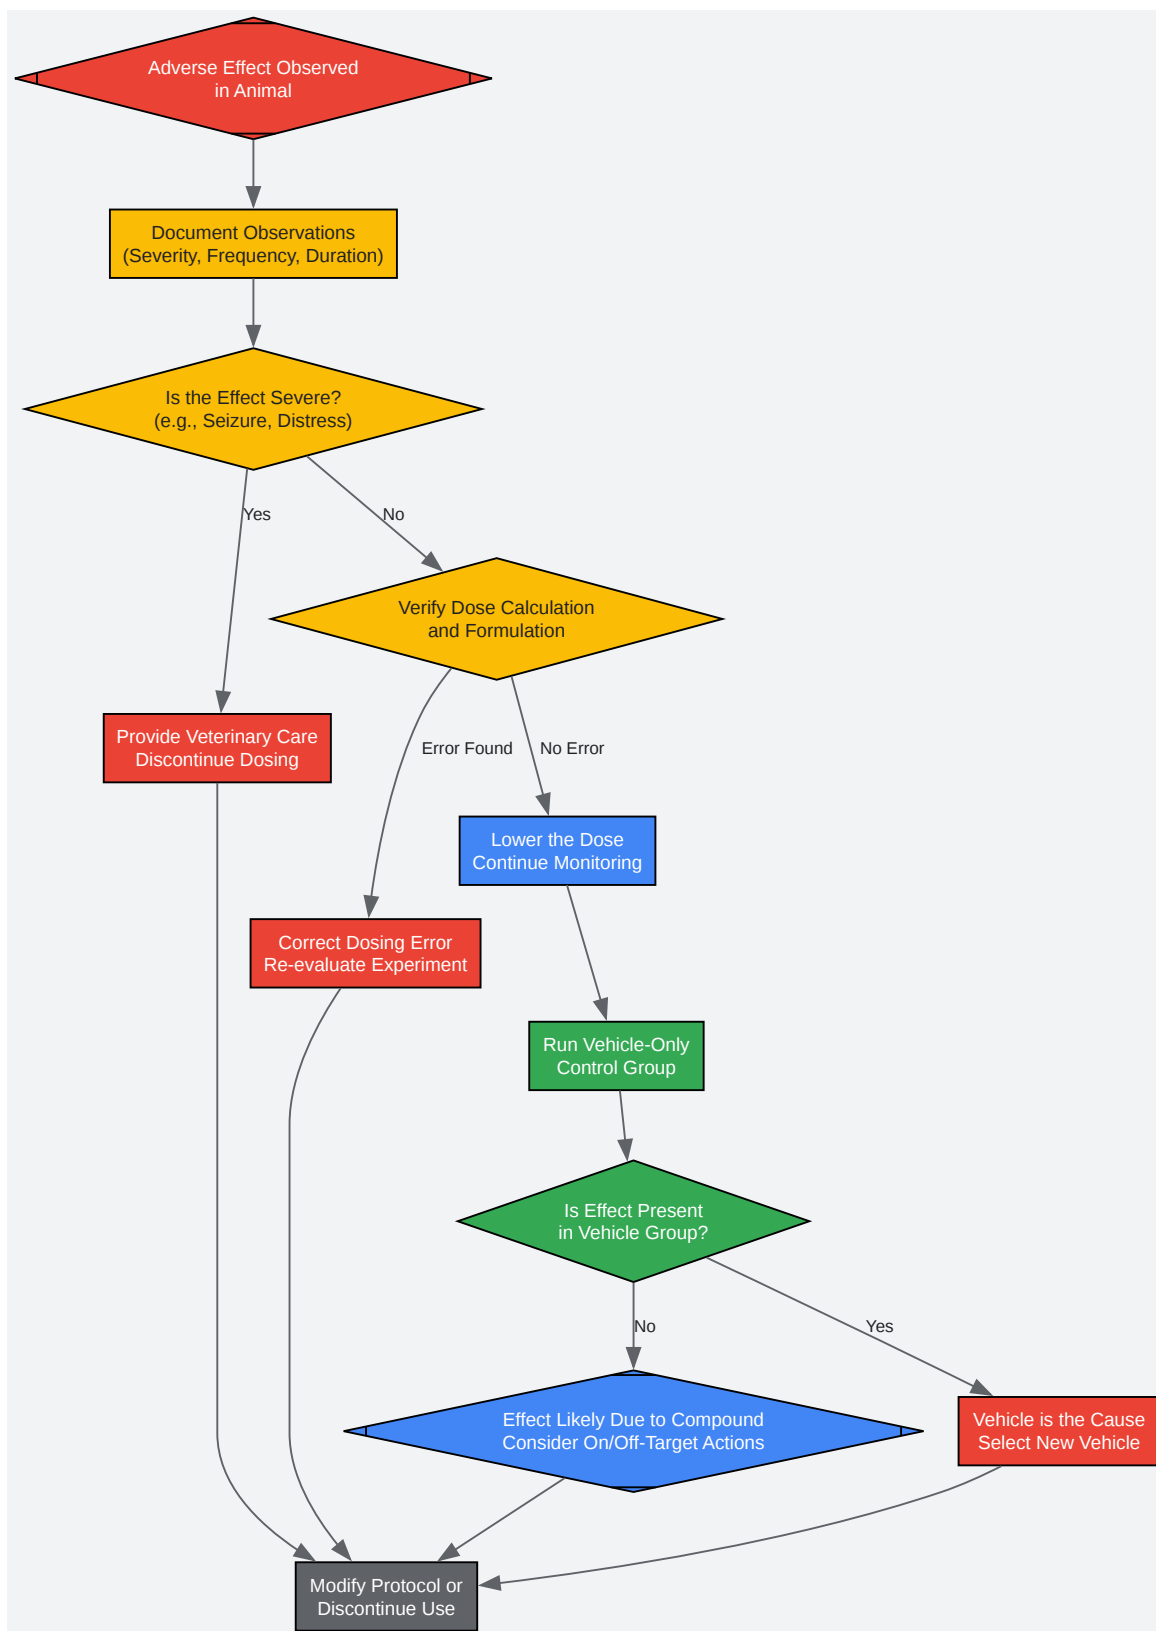 Adverse Effect Observed
in Animal
Document Observations
(Severity, Frequency, Duration)
Is the Effect Severe?
(e.g., Seizure, Distress)
Yes
No
Verify Dose Calculation
and Formulation
Provide Veterinary Care
Discontinue Dosing
Error Found
No Error
Lower the Dose
Continue Monitoring
Correct Dosing Error
Re-evaluate Experiment
Run Vehicle-Only
Control Group
Is Effect Present
in Vehicle Group?
No
Yes
Effect Likely Due to Compound
Consider On/Off-Target Actions
Vehicle is the Cause
Select New Vehicle
Modify Protocol or
Discontinue Use